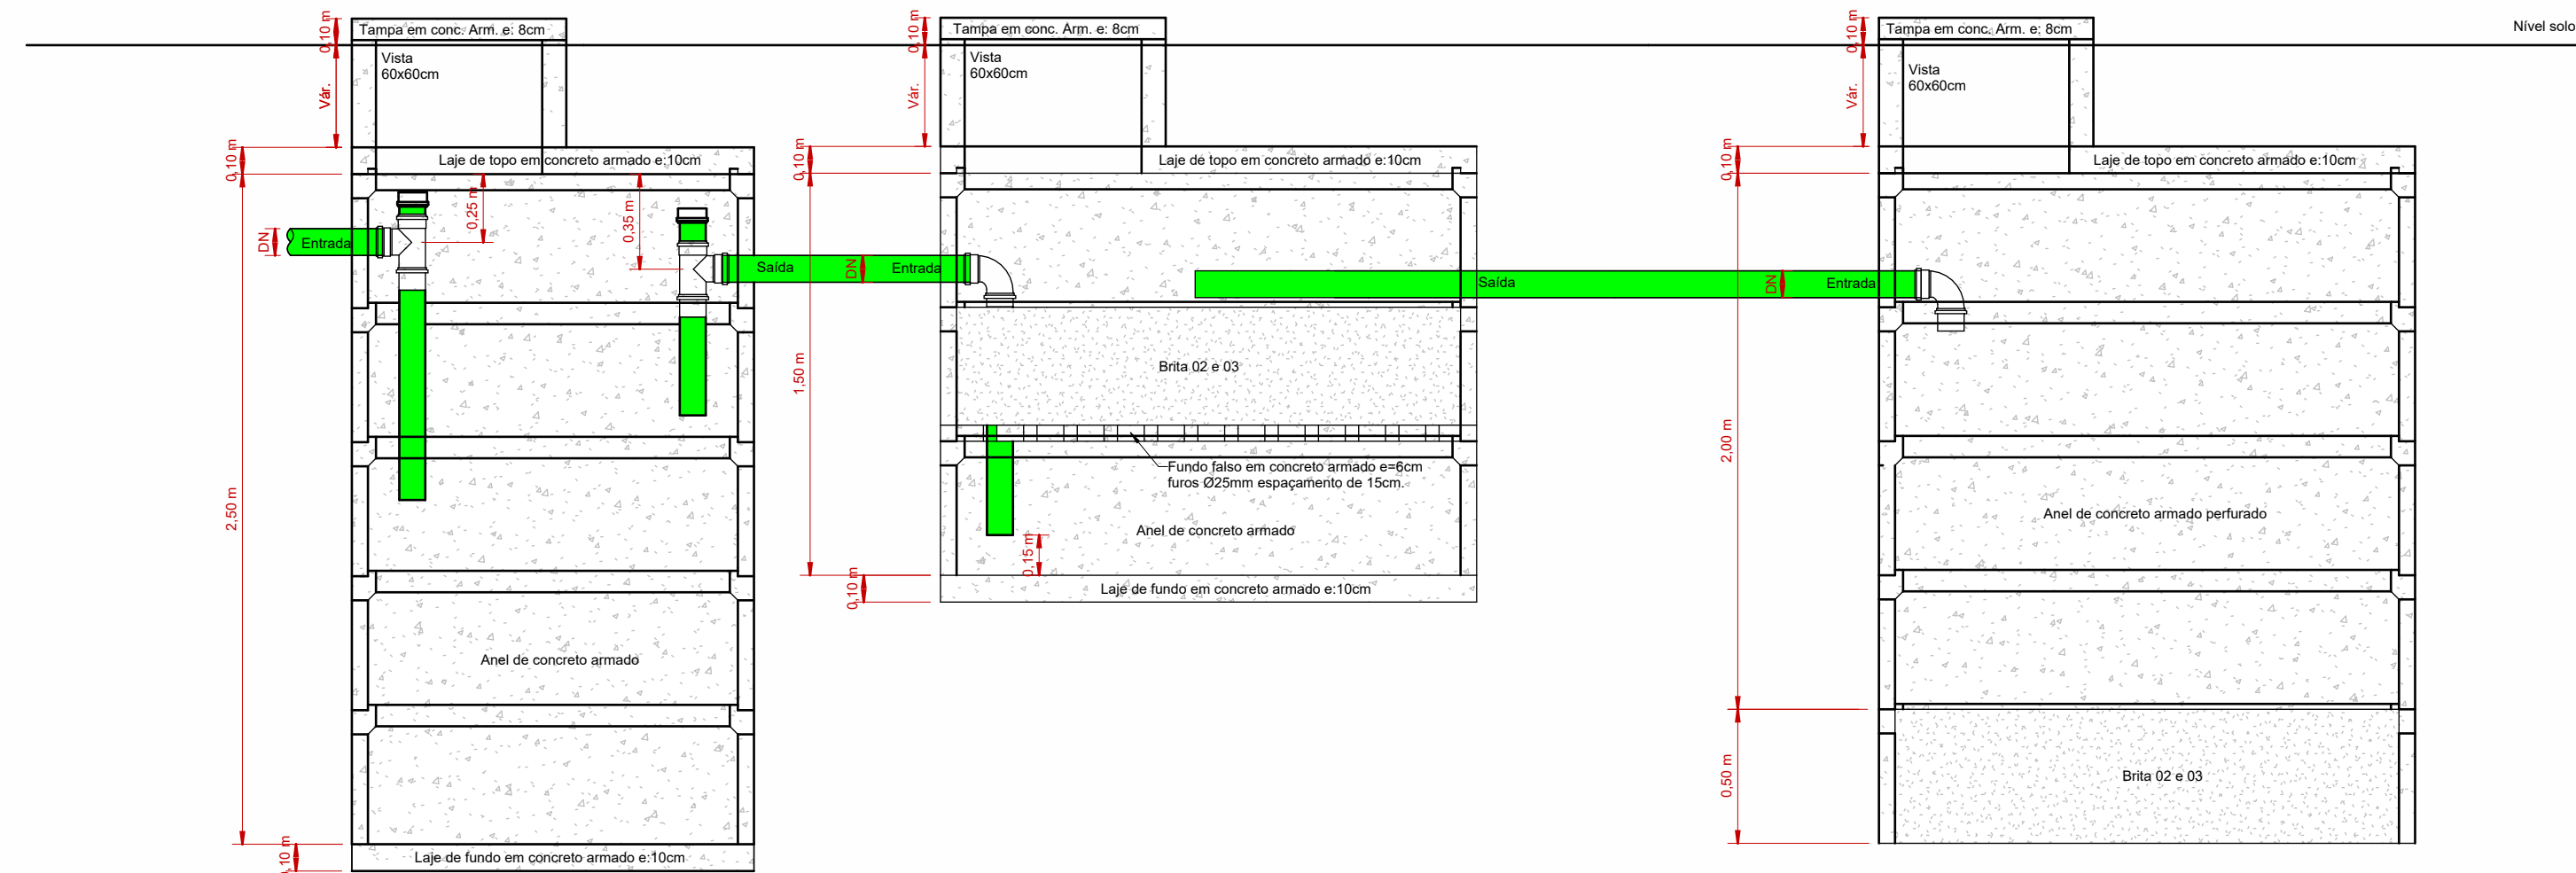 0,10 m
Tampa em conc. Arm. e: 8cm
Vista
60x60cm
Vár.
0,10 m
Laje de topo em concreto armado e:10cm
0,25 m
0,35 m
DN
Entrada
Saída
2,50 m
Anel de concreto armado
Laje de fundo em concreto armado e:10cm
0,10 m
0,10 m
Tampa em conc. Arm. e: 8cm
Vista
60x60cm
Vár.
0,10 m
Laje de topo em concreto armado e:10cm
DN
Entrada
Saída
1,50 m
Brita 02 e 03
Fundo falso em concreto armado e=6cm
furos Ø25mm espaçamento de 15cm.
Anel de concreto armado
0,15 m
0,10 m
Laje de fundo em concreto armado e:10cm
0,10 m
Tampa em conc. Arm. e: 8cm
Nível solo
Vista
60x60cm
Vár.
0,10 m
Laje de topo em concreto armado e:10cm
DN
Entrada
2,00 m
Anel de concreto armado perfurado
0,50 m
Brita 02 e 03